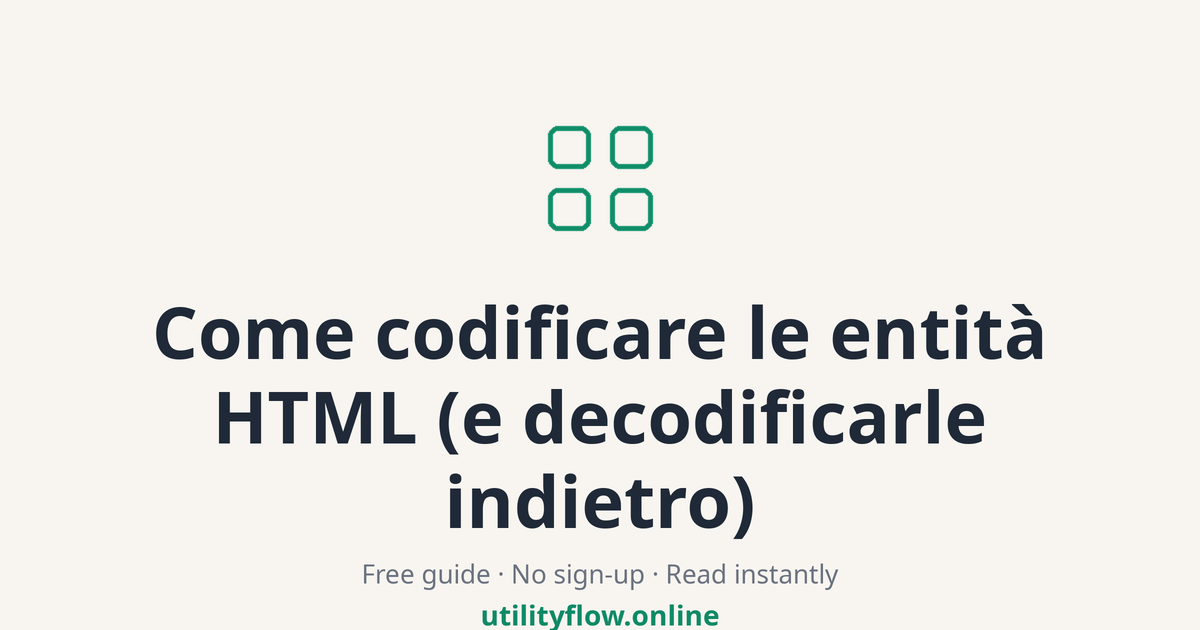 Come codificare le entità
HTML (e decodificarle
indietro)
Free guide · No sign-up · Read instantly
utilityflow.online